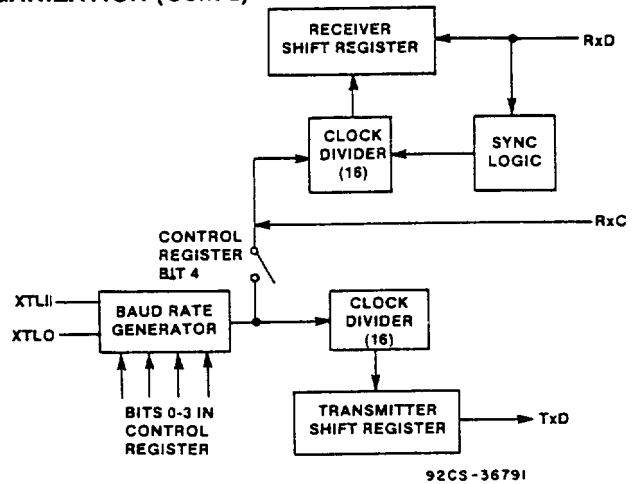 RECEIVER
SHIFT REGISTER
RxD
CLOCK
DIVIDER
(16)
SYNC
LOGIC
RxC
CONTROL
REGISTER
BIT 4
XTLI
XTLO
BAUD RATE
GENERATOR
CLOCK
DIVIDER
(16)
BITS 0-3 IN
CONTROL
REGISTER
TRANSMITTER
SHIFT REGISTER
TxD
92CS-36791